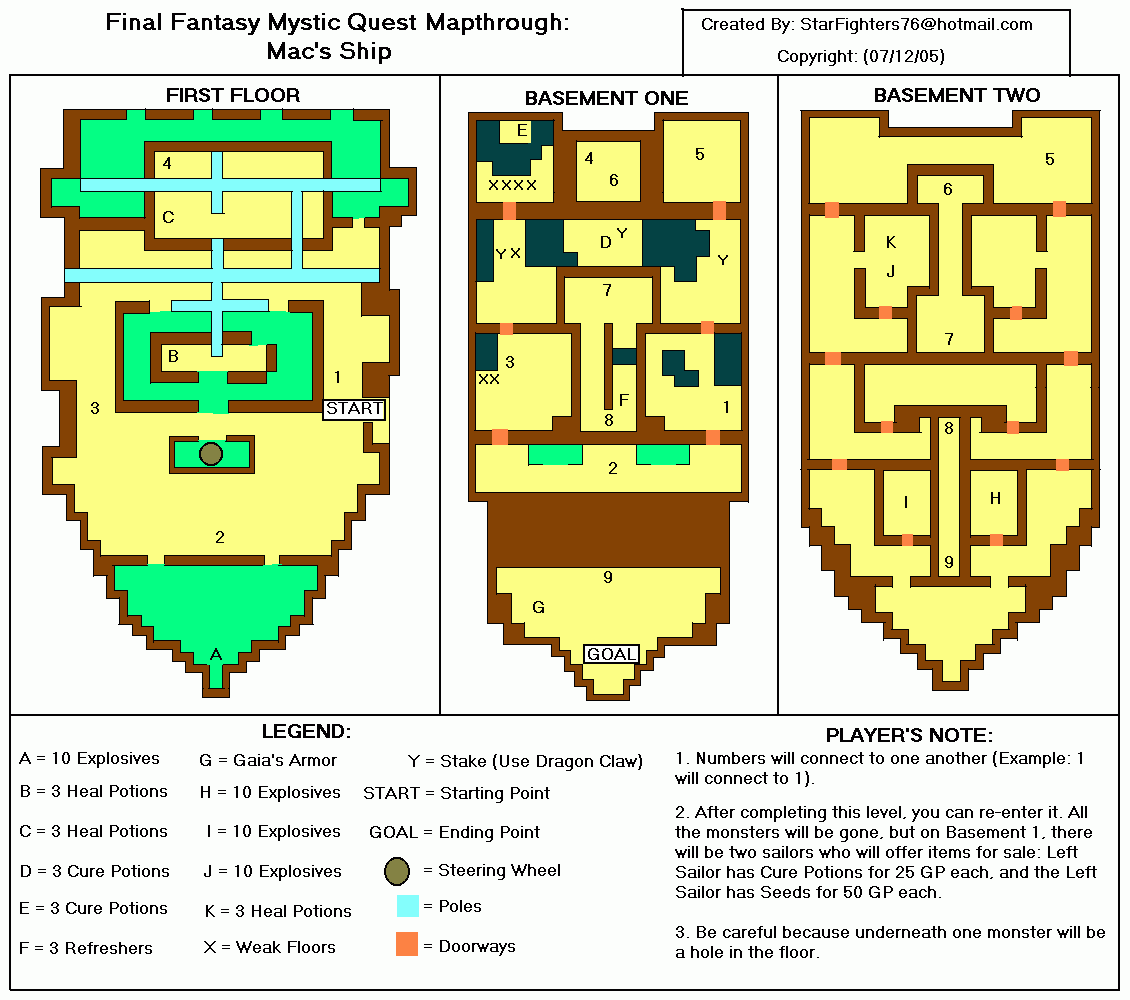 Final Fantasy Mystic Quest Mapthrough:
Mac's Ship
Created By: StarFighters76@hotmail.com
Copyright: (07/12/05)
FIRST FLOOR
4
C
B
1
3
START
2
A
BASEMENT ONE
E
4
5
6
XXXX
D
Y
Y X
Y
7
3
XX
F
1
8
2
9
G
GOAL
BASEMENT TWO
5
6
K
J
7
8
I
H
9
LEGEND:
A = 10 Explosives
B = 3 Heal Potions
C = 3 Heal Potions
D = 3 Cure Potions
E = 3 Cure Potions
F = 3 Refreshers
G = Gaia's Armor
H = 10 Explosives
I = 10 Explosives
J = 10 Explosives
K = 3 Heal Potions
X = Weak Floors
Y = Stake (Use Dragon Claw)
START = Starting Point
GOAL = Ending Point
= Steering Wheel
= Poles
= Doorways
PLAYER'S NOTE:
1. Numbers will connect to one another (Example: 1
will connect to 1).
2. After completing this level, you can re-enter it. All
the monsters will be gone, but on Basement 1, there
will be two sailors who will offer items for sale: Left
Sailor has Cure Potions for 25 GP each, and the Left
Sailor has Seeds for 50 GP each.
3. Be careful because underneath one monster will be
a hole in the floor.